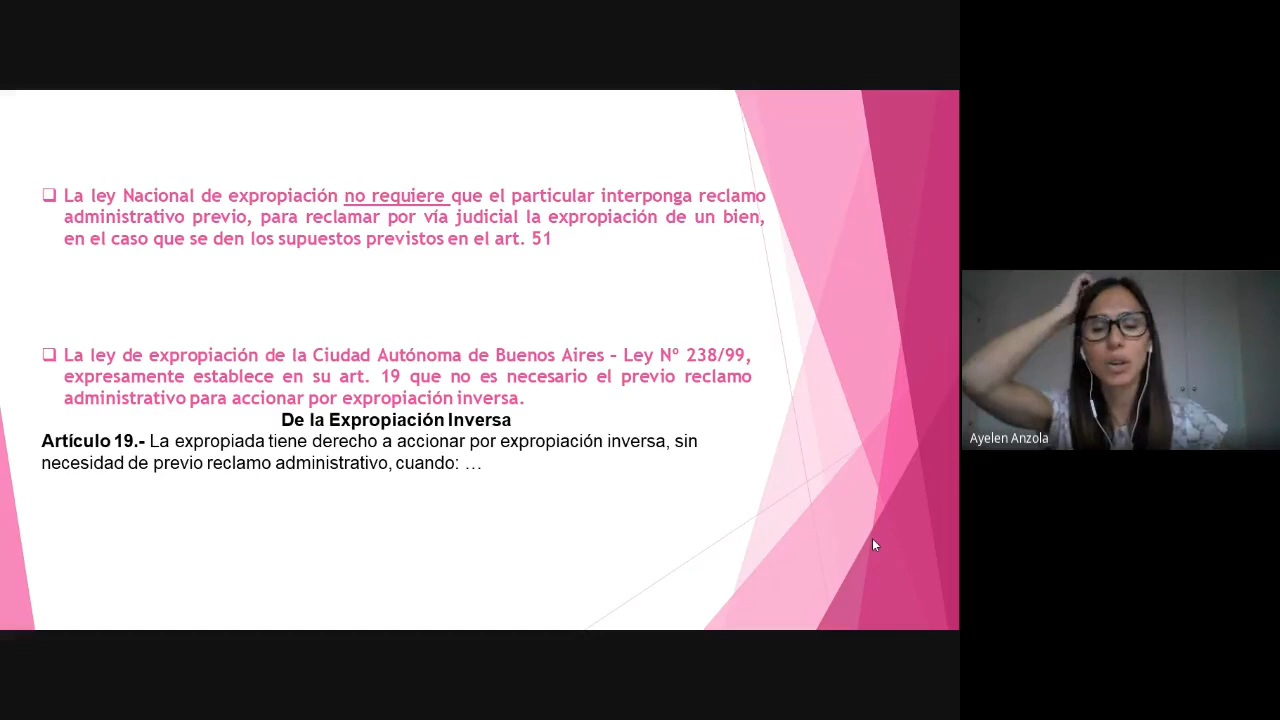 ❑ La ley Nacional de expropiación no requiere que el particular interponga reclamo
administrativo previo, para reclamar por vía judicial la expropiación de un bien,
en el caso que se den los supuestos previstos en el art. 51
❑ La ley de expropiación de la Ciudad Autónoma de Buenos Aires – Ley Nº 238/99,
expresamente establece en su art. 19 que no es necesario el previo reclamo
administrativo para accionar por expropiación inversa.
De la Expropiación Inversa
Artículo 19.- La expropiada tiene derecho a accionar por expropiación inversa, sin
necesidad de previo reclamo administrativo, cuando: …
Ayelen Anzola